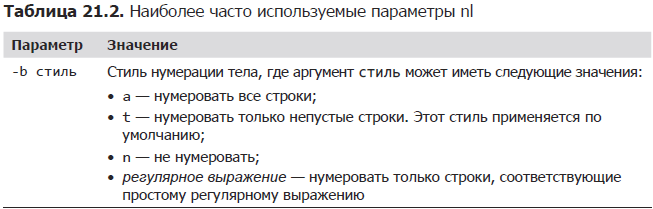 Таблица 21.2. Наиболее часто используемые параметры nl
Параметр Значение
-b стиль Стиль нумерации тела, где аргумент стиль может иметь следующие значения:
• a — нумеровать все строки;
• t — нумеровать только непустые строки. Этот стиль применяется по
умолчанию;
• n — не нумеровать;
• регулярное выражение — нумеровать только строки, соответствующие
простому регулярному выражению